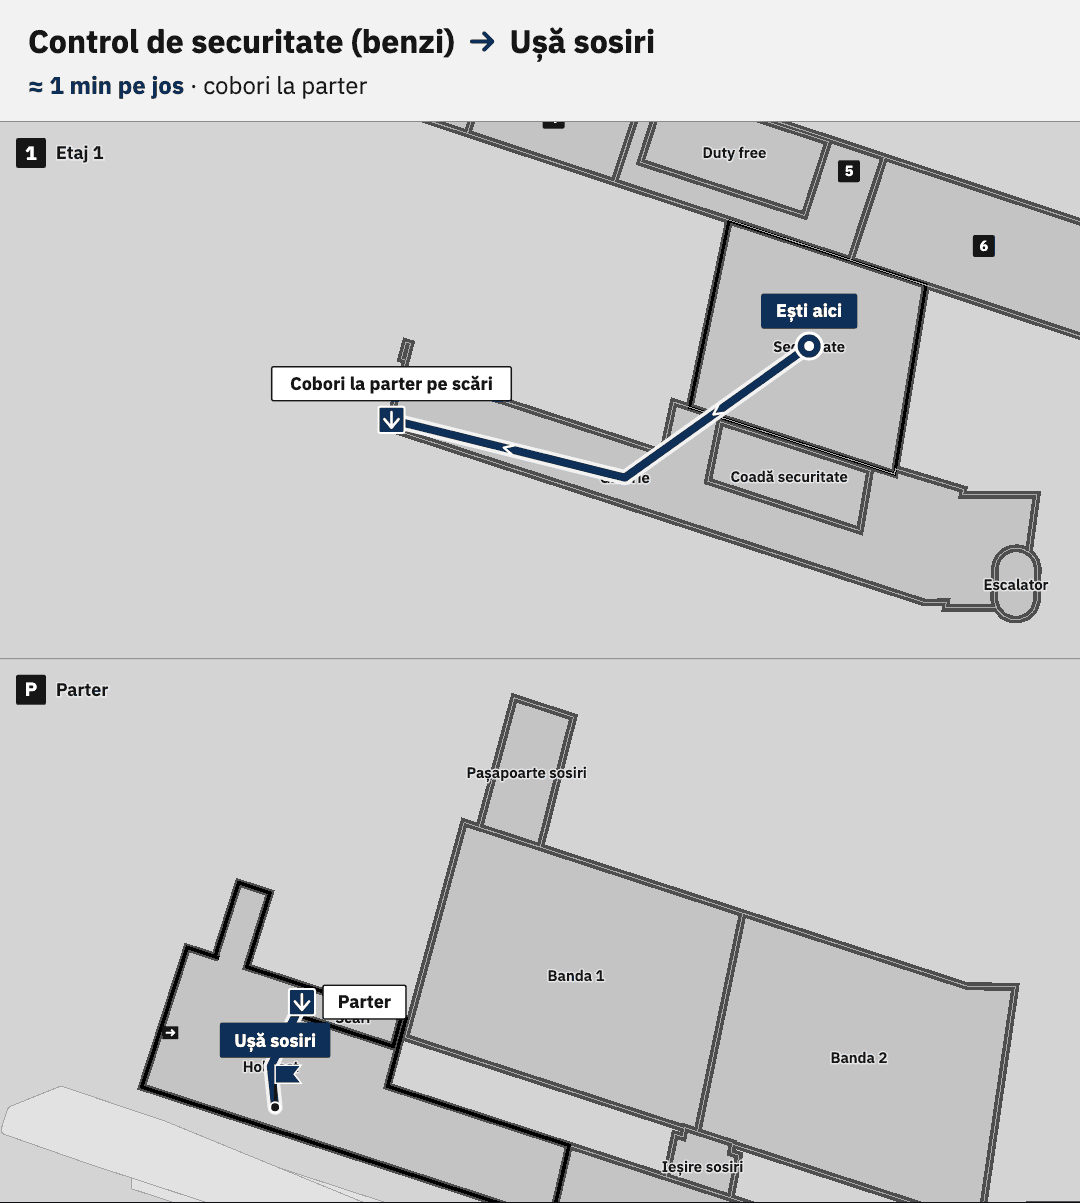 Control de securitate (benzi) → Ușă sosiri
≈ 1 min pe jos · cobori la parter
1 Etaj 1
Duty free
5
6
Ești aici
Cobori la parter pe scări
Coadă securitate
Escalator
P Parter
Pașapoarte sosiri
Banda 1
Parter
Ușă sosiri
Banda 2
Ieșire sosiri